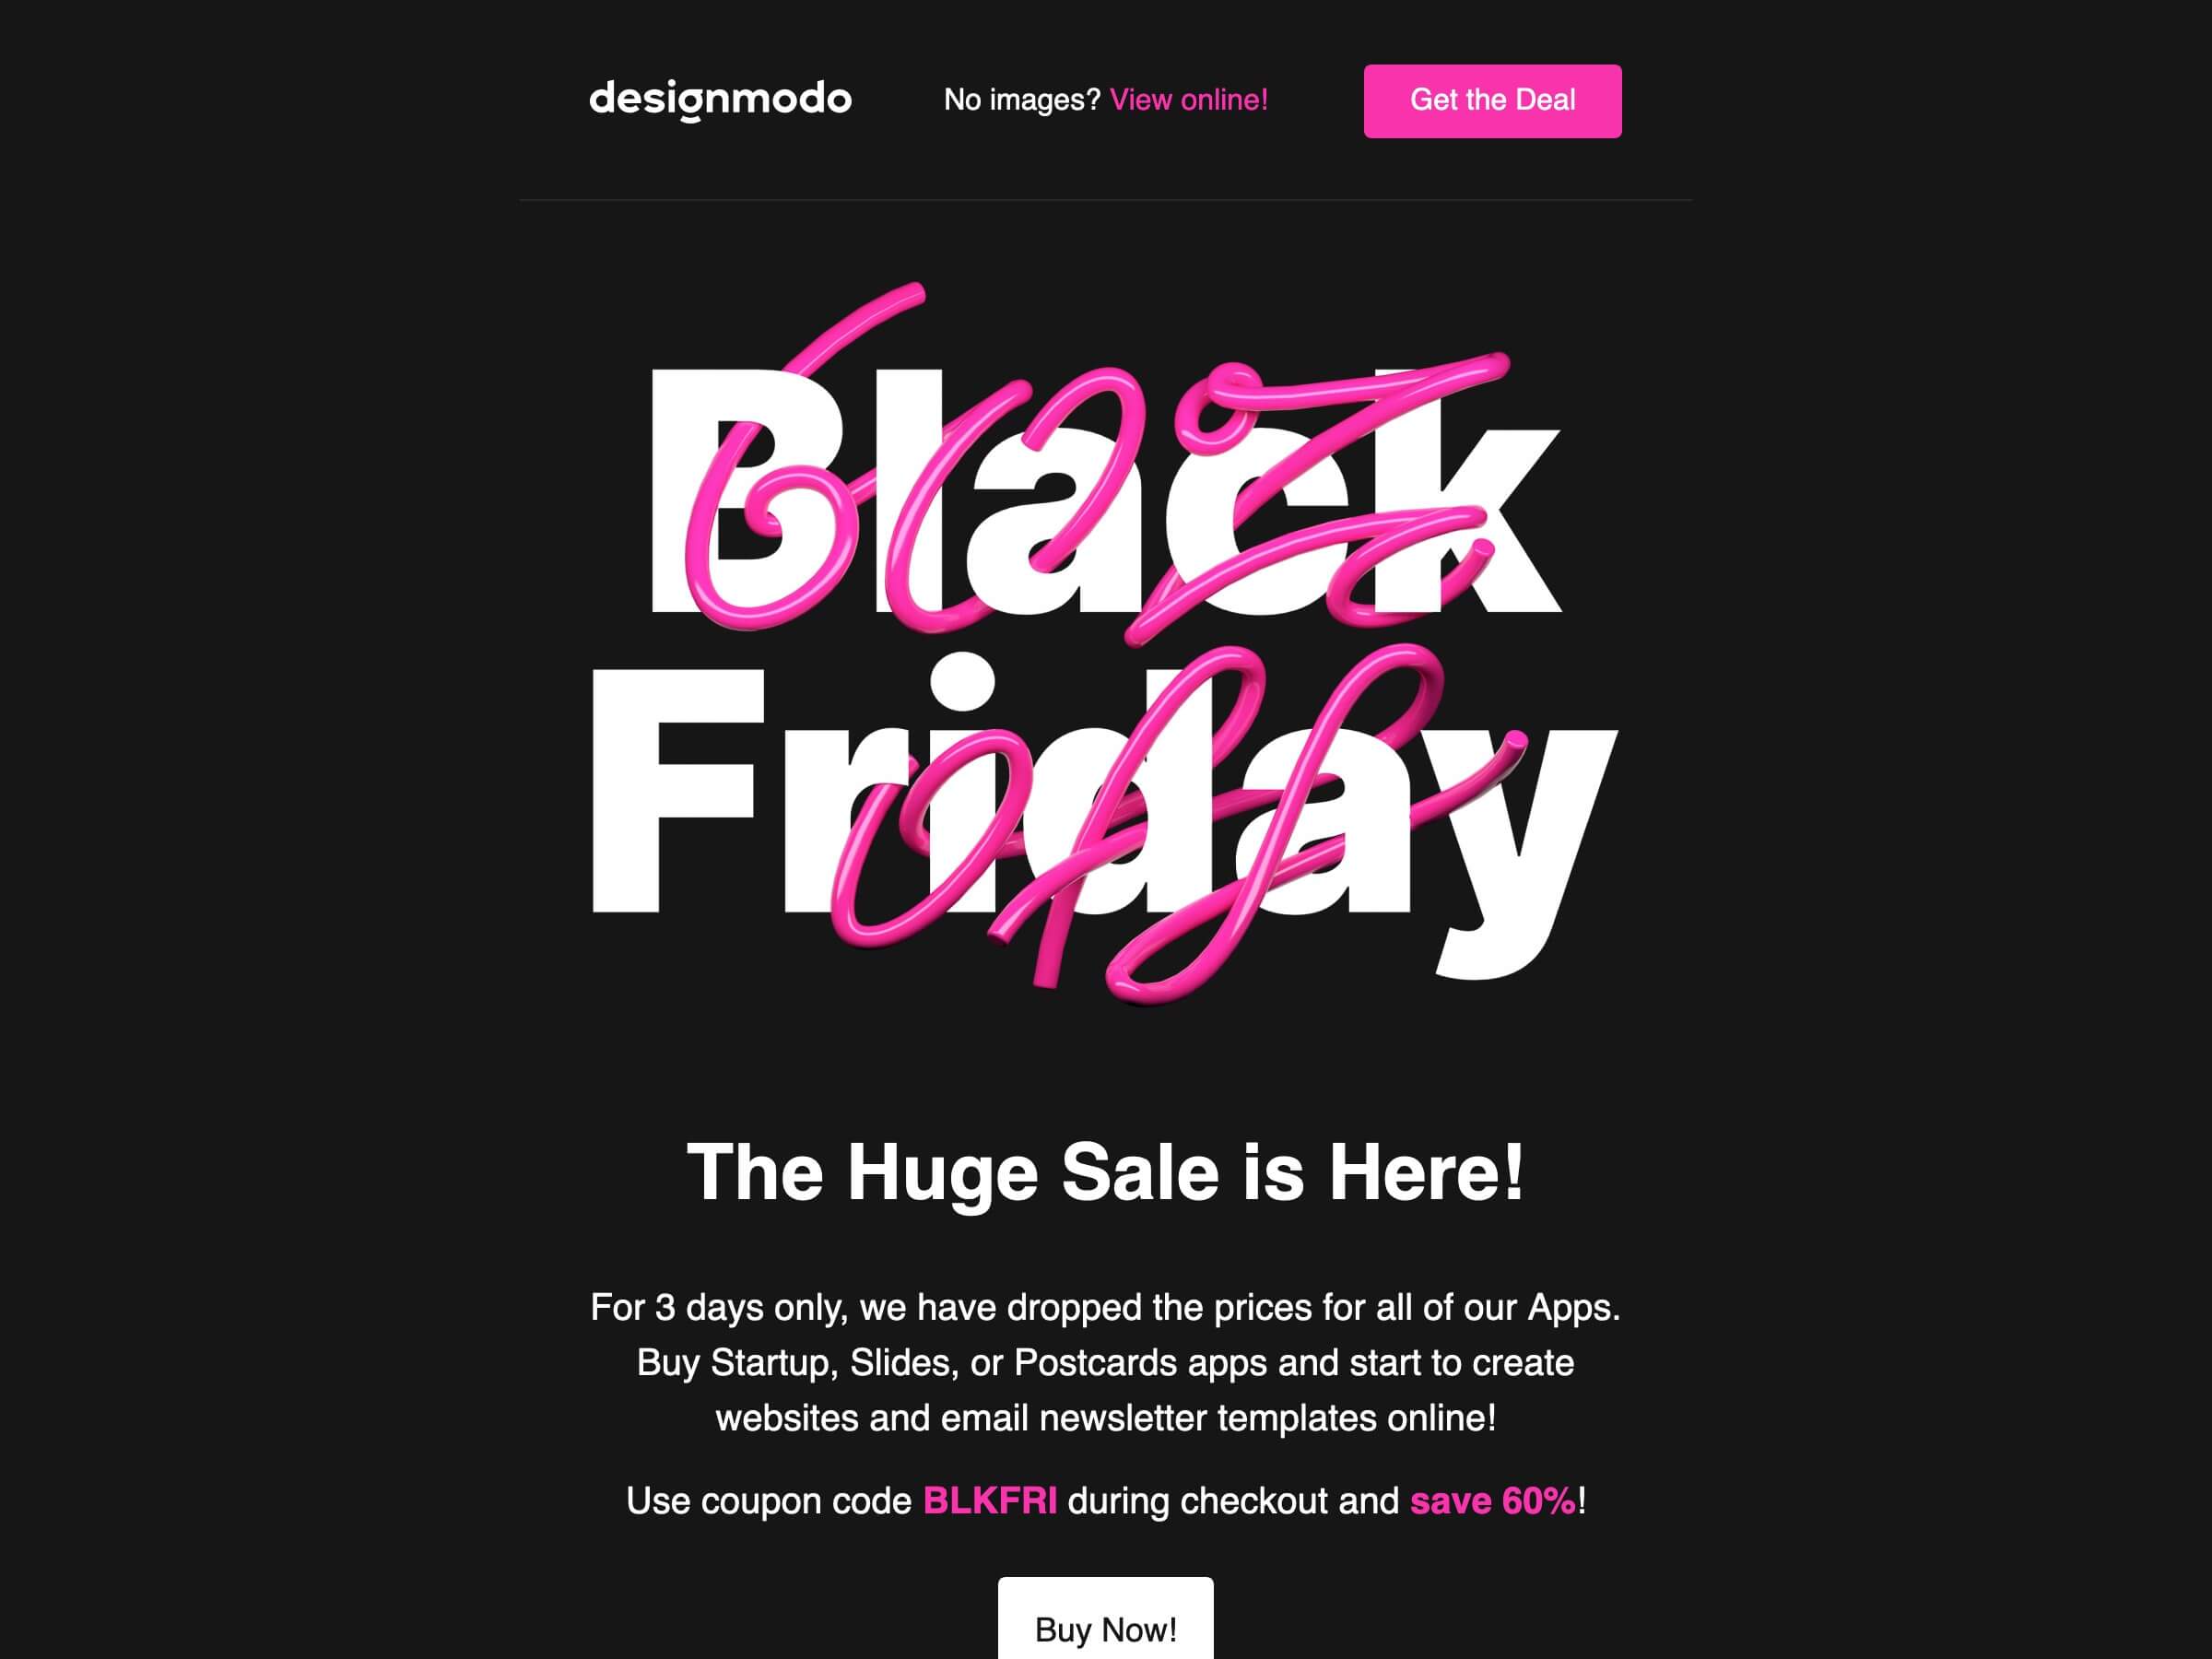 designmodo
No images? View online!
Get the Deal
Black
60%
Friday
off
The Huge Sale is Here!
For 3 days only, we have dropped the prices for all of our Apps.
Buy Startup, Slides, or Postcards apps and start to create
websites and email newsletter templates online!
Use coupon code BLKFRI during checkout and save 60%!
Buy Now!